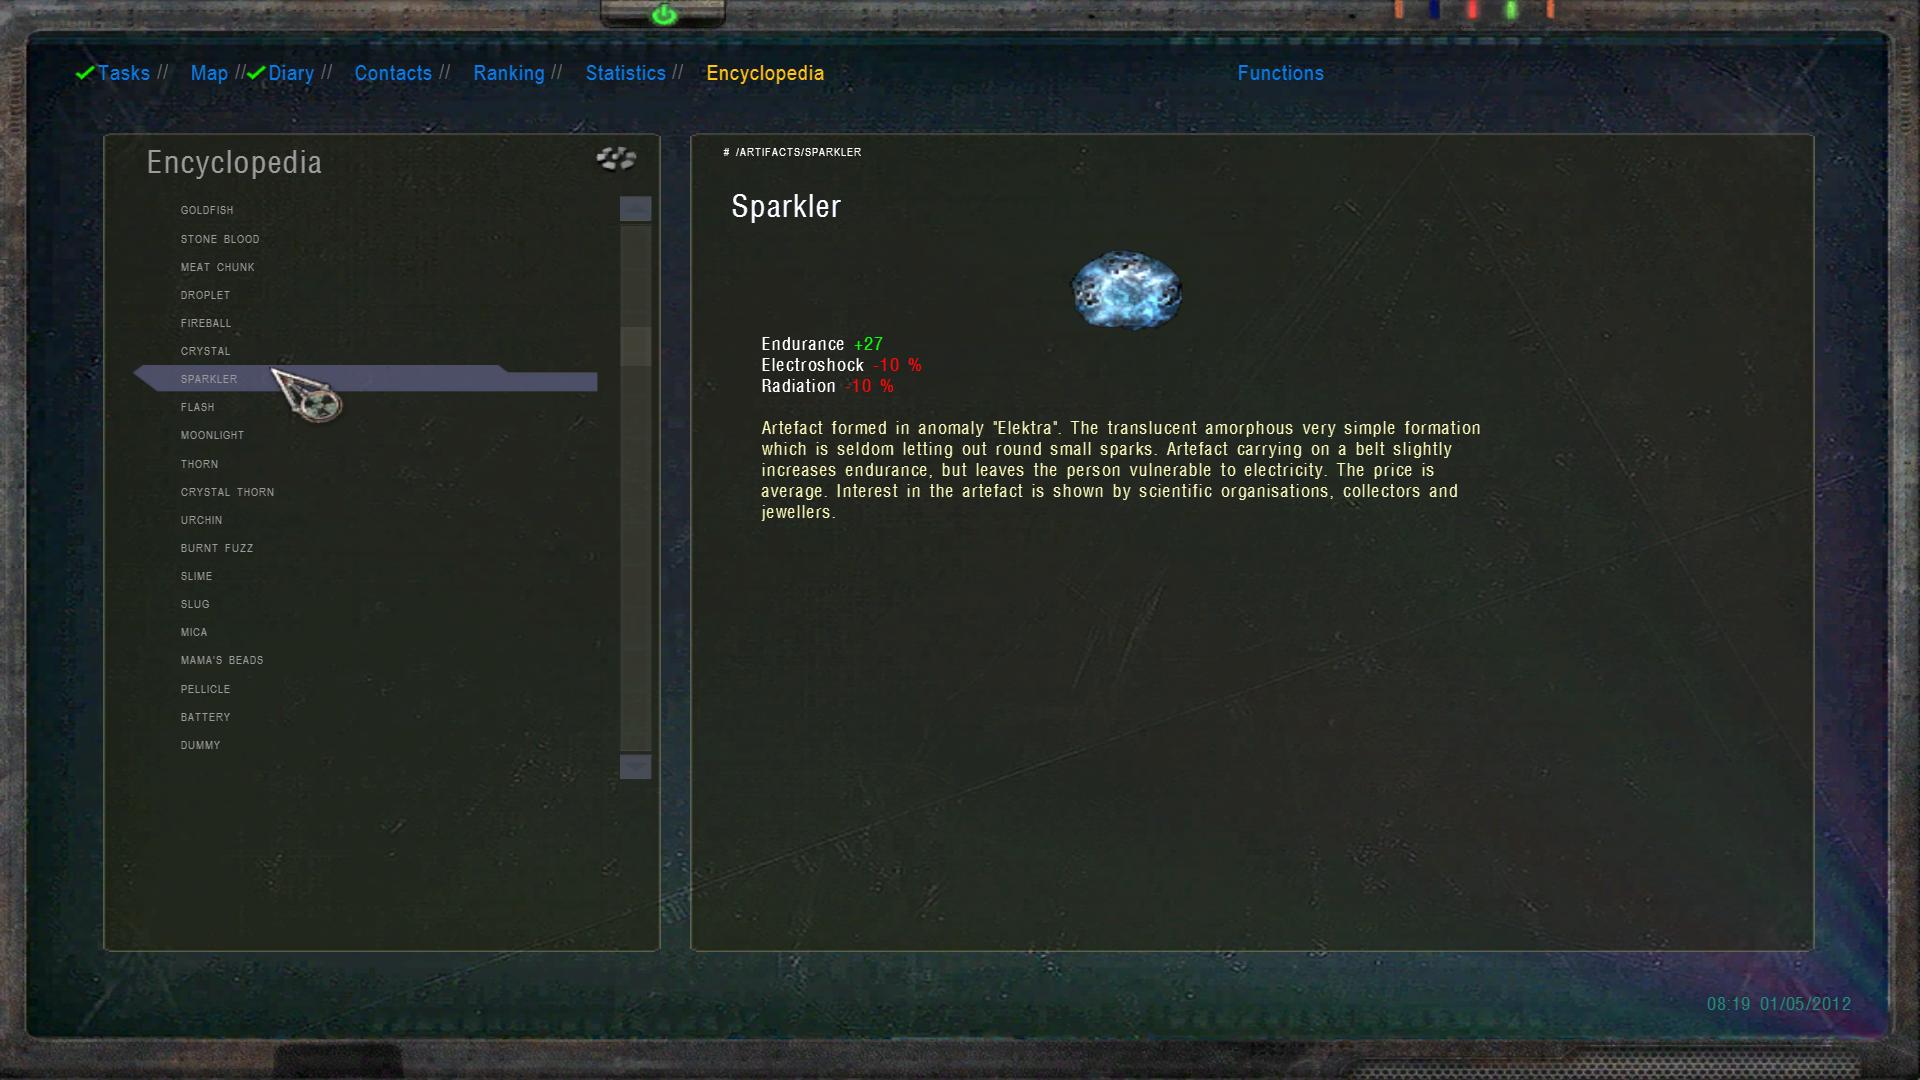 Tasks // Map // Diary // Contacts // Ranking // Statistics // Encyclopedia
Functions
Encyclopedia
GOLDFISH
STONE BLOOD
MEAT CHUNK
DROPLET
FIREBALL
CRYSTAL
SPARKLER
FLASH
MOONLIGHT
THORN
CRYSTAL THORN
URCHIN
BURNT FUZZ
SLIME
SLUG
MICA
MAMA'S BEADS
PELLICLE
BATTERY
DUMMY
# /ARTIFACTS/SPARKLER
Sparkler
Endurance +27
Electroshock -10 %
Radiation -10 %
Artefact formed in anomaly "Elektra". The translucent amorphous very simple formation
which is seldom letting out round small sparks. Artefact carrying on a belt slightly
increases endurance, but leaves the person vulnerable to electricity. The price is
average. Interest in the artefact is shown by scientific organisations, collectors and
jewellers.
08:19 01/05/2012